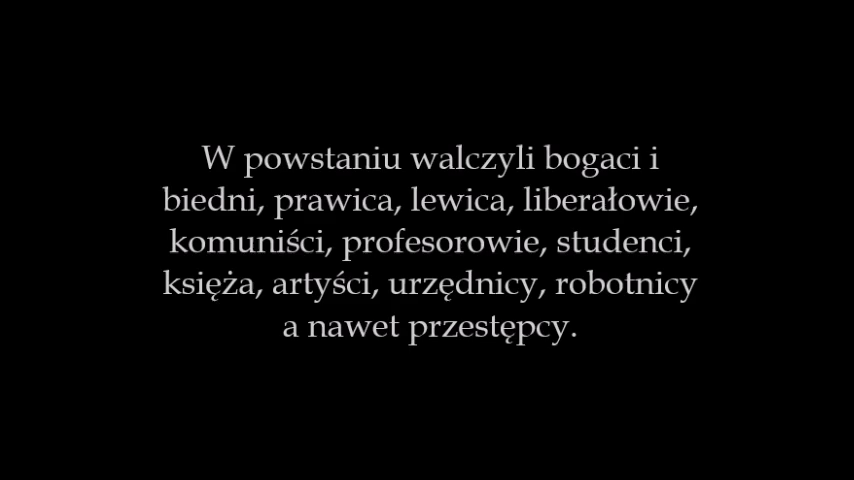 W powstaniu walczyli bogaci i
biedni, prawica, lewica, liberałowie,
komuniści, profesorowie, studenci,
księża, artyści, urzędnicy, robotnicy
a nawet przestępcy.